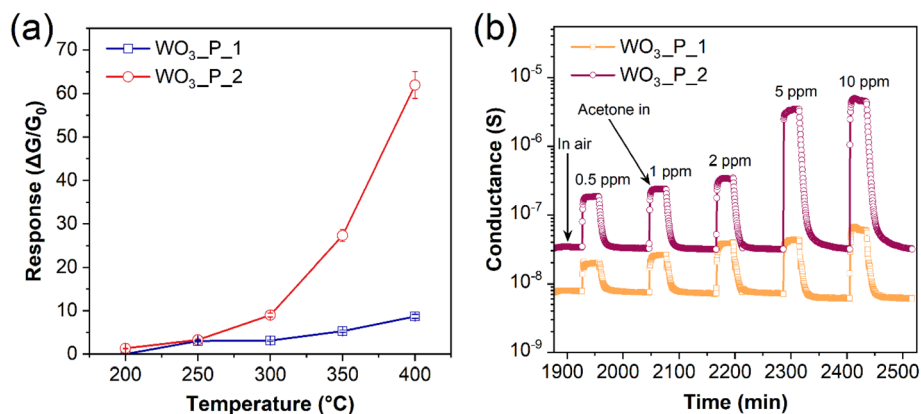 (a)
70
60
50
40
30
20
10
0
Response (ΔG/G₀)
WO₃_P_1
WO₃_P_2
200 250 300 350 400
Temperature (°C)
(b)
10⁻⁵
10⁻⁶
10⁻⁷
10⁻⁸
10⁻⁹
Conductance (S)
WO₃_P_1
WO₃_P_2
5 ppm 10 ppm
Acetone in
In air
0.5 ppm 1 ppm 2 ppm
1900 2000 2100 2200 2300 2400 2500
Time (min)